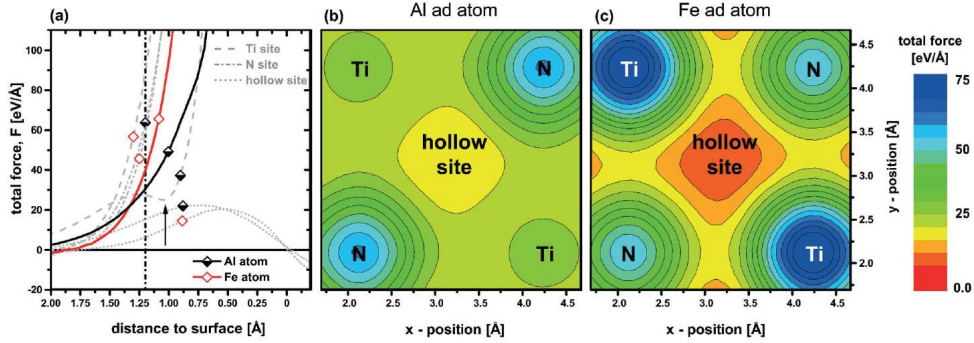 (a)
total force, F [eV/Å]
100
80
60
40
20
0
-20
2.00
1.75
1.50
1.25
1.00
0.75
0.50
0.25
0
distance to surface [Å]
Ti site
N site
hollow site
Al atom
Fe atom
(b)
Al ad atom
Ti
N
hollow
site
N
Ti
2.0
2.5
3.0
3.5
4.0
4.5
x - position [Å]
(c)
Fe ad atom
Ti
N
hollow
site
N
Ti
2.0
2.5
3.0
3.5
4.0
4.5
x - position [Å]
4.5
4.0
3.5
3.0
2.5
2.0
y - position [Å]
total force
[eV/Å]
75
50
25
0.0